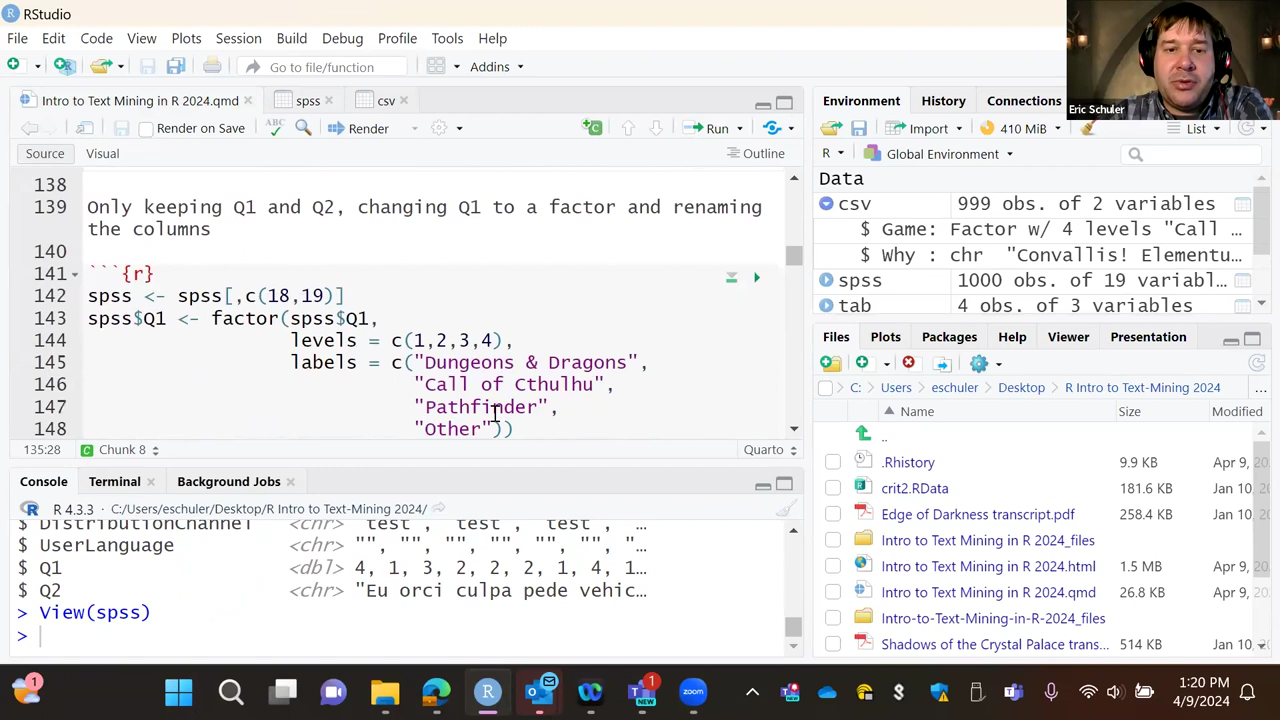 RStudio
File Edit Code View Plots Session Build Debug Profile Tools Help
Go to file/function Addins
Eric Schuler
Intro to Text Mining in R 2024.qmd spss csv
Render on Save ABC Render Run
Source Visual Outline
138
139 Only keeping Q1 and Q2, changing Q1 to a factor and renaming
the columns
140
141 ```{r}
142 spss <- spss[,c(18,19)]
143 spss$Q1 <- factor(spss$Q1,
144 levels = c(1,2,3,4),
145 labels = c("Dungeons & Dragons",
146 "Call of Cthulhu",
147 "Pathfinder",
148 "Other"))
135:28 Chunk 8 Quarto
Console Terminal Background Jobs
R 4.3.3 · C:/Users/eschuler/Desktop/R Intro to Text-Mining 2024/
$ DistributionChannel <chr> "test", "test", "test", "…
$ UserLanguage <chr> "", "", "", "", "", "", "…
$ Q1 <dbl> 4, 1, 3, 2, 2, 2, 1, 4, 1…
$ Q2 <chr> "Eu orci culpa pede vehic…
> View(spss)
>
Environment History Connections
Import 410 MiB List
R Global Environment
Data
csv 999 obs. of 2 variables
$ Game: Factor w/ 4 levels "Call …
$ Why : chr "Convallis! Elementu…
spss 1000 obs. of 19 variabl…
tab 4 obs. of 3 variables
Files Plots Packages Help Viewer Presentation
C: Users eschuler Desktop R Intro to Text-Mining 2024 ...
Name Size Modified
..
.Rhistory 9.9 KB Apr 9, 20
crit2.RData 181.6 KB Jan 10,
Edge of Darkness transcript.pdf 258.4 KB Jan 10,
Intro to Text Mining in R 2024_files
Intro to Text Mining in R 2024.html 1.5 MB Apr 9, 20
Intro to Text Mining in R 2024.qmd 26.8 KB Apr 9, 20
Intro-to-Text-Mining-in-R-2024_files
Shadows of the Crystal Palace trans... 514 KB Jan 10,
1 1 NEW zoom NEW
1:20 PM
4/9/2024